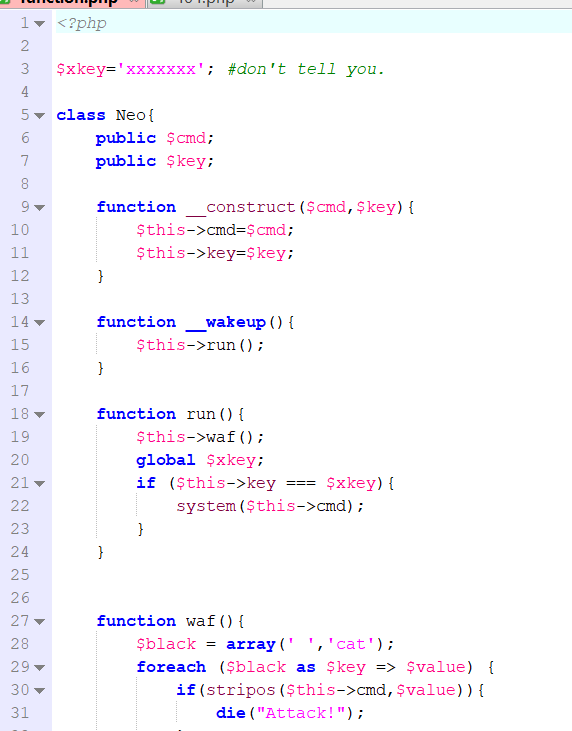 function.php
404.php
1 <?php
2
3 $xkey='xxxxxxx'; #don't tell you.
4
5 class Neo{
6     public $cmd;
7     public $key;
8
9     function __construct($cmd,$key){
10         $this->cmd=$cmd;
11         $this->key=$key;
12     }
13
14     function __wakeup(){
15         $this->run();
16     }
17
18     function run(){
19         $this->waf();
20         global $xkey;
21         if ($this->key === $xkey){
22             system($this->cmd);
23         }
24     }
25
26
27     function waf(){
28         $black = array(' ','cat');
29         foreach ($black as $key => $value) {
30             if(stripos($this->cmd,$value)){
31                 die("Attack!");